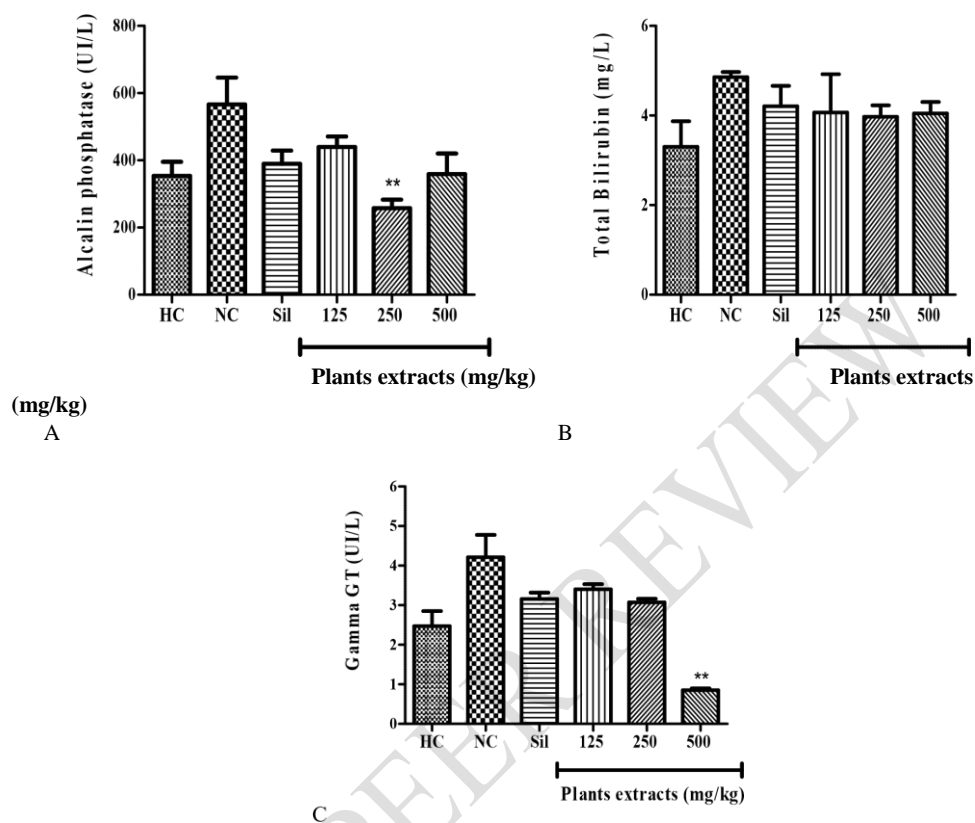 Alcalin phosphatase (UI/L)
800
600
400
200
0
**
HC NC Sil 125 250 500
Plants extracts (mg/kg)
Total Bilirubin (mg/L)
6
4
2
0
HC NC Sil 125 250 500
Plants extracts
(mg/kg)
A B
Gamma GT (UI/L)
6
5
4
3
2
1
0
**
HC NC Sil 125 250 500
Plants extracts (mg/kg)
C
PEER REVIEW